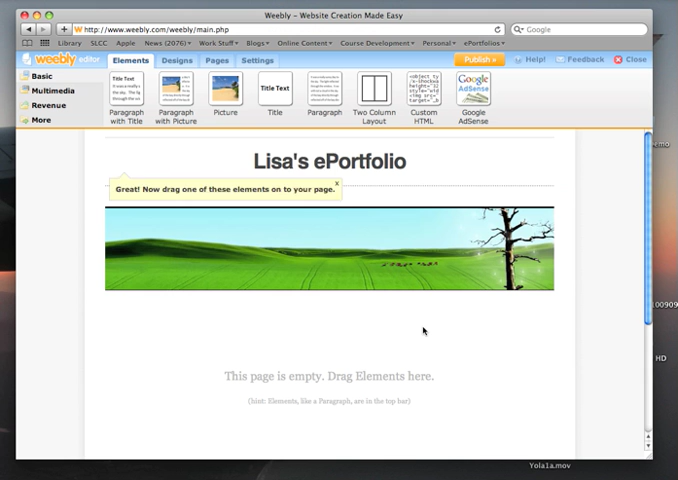 Weebly - Website Creation Made Easy
http://www.weebly.com/weebly/main.php
Google
Library SLCC Apple News (2076) Work Stuff Blogs Online Content Course Development Personal ePortfolios
weebly editor Elements Designs Pages Settings Publish » Help! Feedback Close
Basic
Multimedia
Revenue
More
Title Text
Title Text
<object ty
Google
AdSense
Paragraph with Title
Paragraph with Picture
Picture
Title
Paragraph
Two Column Layout
Custom HTML
Google AdSense
Lisa's ePortfolio
Great! Now drag one of these elements on to your page. x
This page is empty. Drag Elements here.
(hint: Elements, like a Paragraph, are in the top bar)
emo
100909
HD
Yola1a.mov